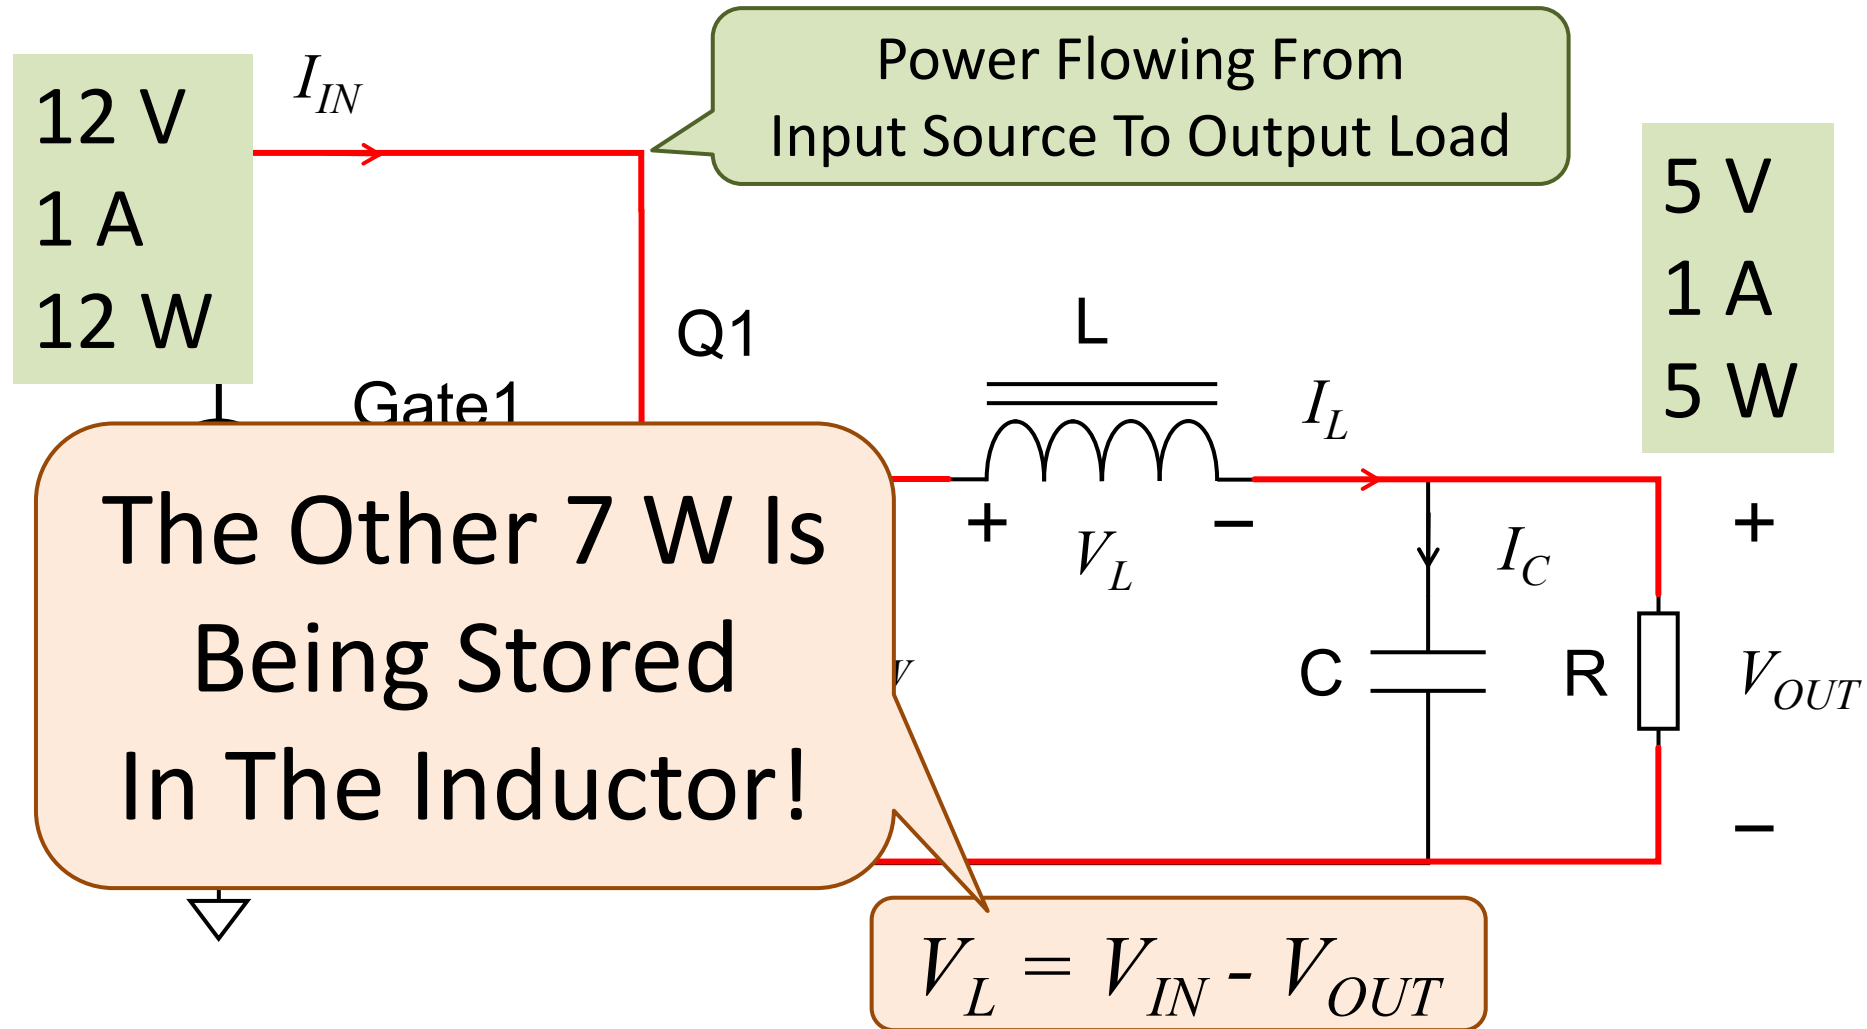 12 V
1 A
12 W
I_IN
Power Flowing From
Input Source To Output Load
5 V
1 A
5 W
Q1
L
Gate1
I_L
The Other 7 W Is
Being Stored
In The Inductor!
+
–
V_L
I_C
+
C
R
V_OUT
–
V_L = V_IN - V_OUT